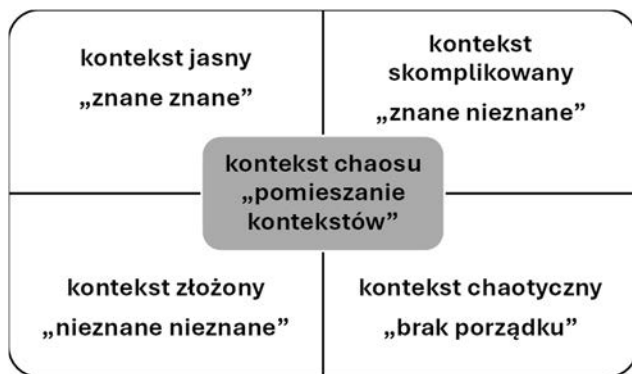 kontekst jasny
„znane znane”
kontekst
skomplikowany
„znane nieznane”
kontekst chaosu
„pomieszanie
kontekstów”
kontekst złożony
„nieznane nieznane”
kontekst chaotyczny
„brak porządku”